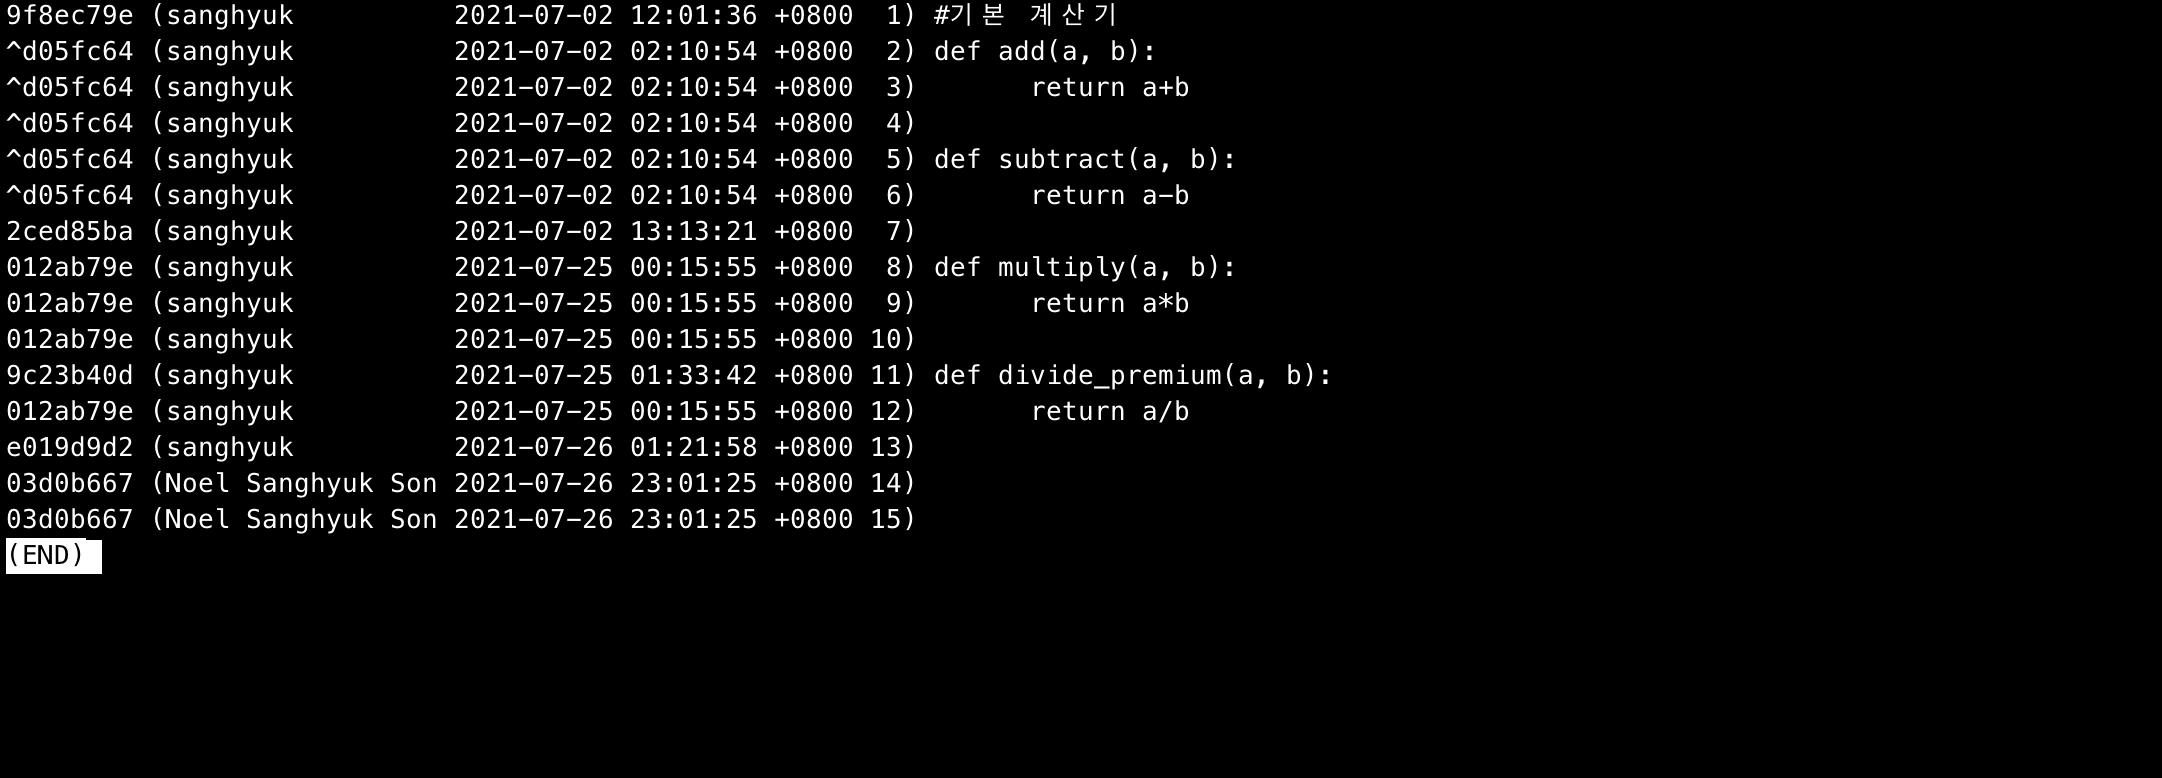 9f8ec79e (sanghyuk          2021-07-02 12:01:36 +0800  1) #기본 계산기
^d05fc64 (sanghyuk          2021-07-02 02:10:54 +0800  2) def add(a, b):
^d05fc64 (sanghyuk          2021-07-02 02:10:54 +0800  3)       return a+b
^d05fc64 (sanghyuk          2021-07-02 02:10:54 +0800  4)
^d05fc64 (sanghyuk          2021-07-02 02:10:54 +0800  5) def subtract(a, b):
^d05fc64 (sanghyuk          2021-07-02 02:10:54 +0800  6)       return a-b
2ced85ba (sanghyuk          2021-07-02 13:13:21 +0800  7)
012ab79e (sanghyuk          2021-07-25 00:15:55 +0800  8) def multiply(a, b):
012ab79e (sanghyuk          2021-07-25 00:15:55 +0800  9)       return a*b
012ab79e (sanghyuk          2021-07-25 00:15:55 +0800 10)
9c23b40d (sanghyuk          2021-07-25 01:33:42 +0800 11) def divide_premium(a, b):
012ab79e (sanghyuk          2021-07-25 00:15:55 +0800 12)       return a/b
e019d9d2 (sanghyuk          2021-07-26 01:21:58 +0800 13)
03d0b667 (Noel Sanghyuk Son 2021-07-26 23:01:25 +0800 14)
03d0b667 (Noel Sanghyuk Son 2021-07-26 23:01:25 +0800 15)
(END)